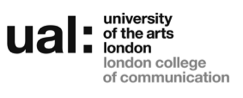 ual:
university
of the arts
london
london college
of communication